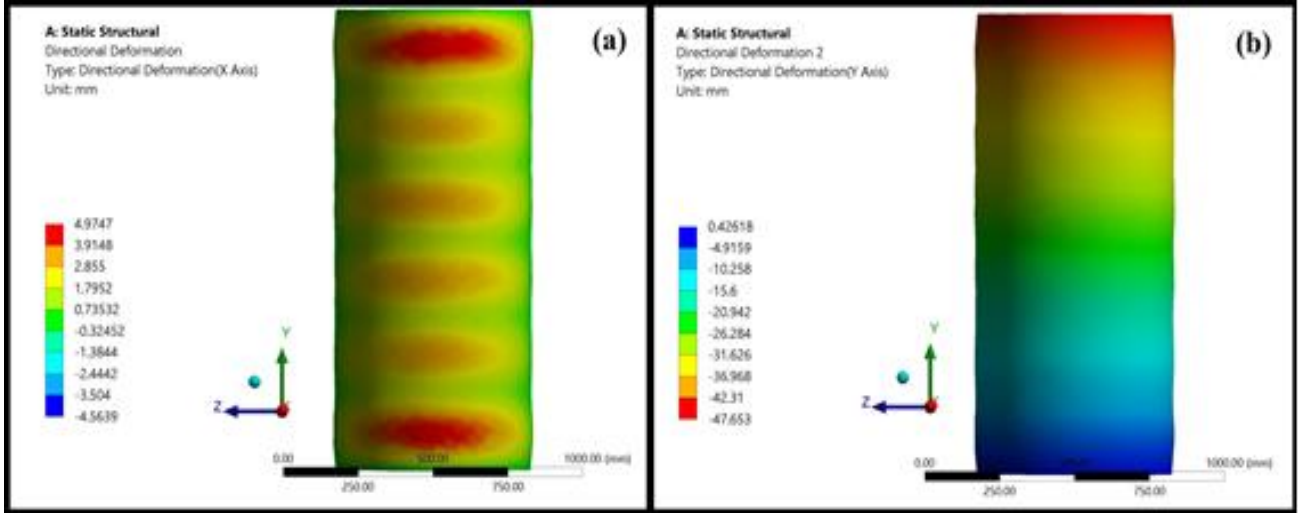 A: Static Structural
Directional Deformation
Type: Directional Deformation(X Axis)
Unit: mm
(a)
4.9747
3.9148
2.855
1.7952
0.73532
-0.32452
-1.3844
-2.4442
-3.504
-4.5639
Y
Z
0.00
500.00
1000.00 (mm)
250.00
750.00
A: Static Structural
Directional Deformation 2
Type: Directional Deformation(Y Axis)
Unit: mm
(b)
0.42618
-4.9159
-10.258
-15.6
-20.942
-26.284
-31.626
-36.968
-42.31
-47.653
Y
Z
0.00
1000.00 (mm)
250.00
750.00